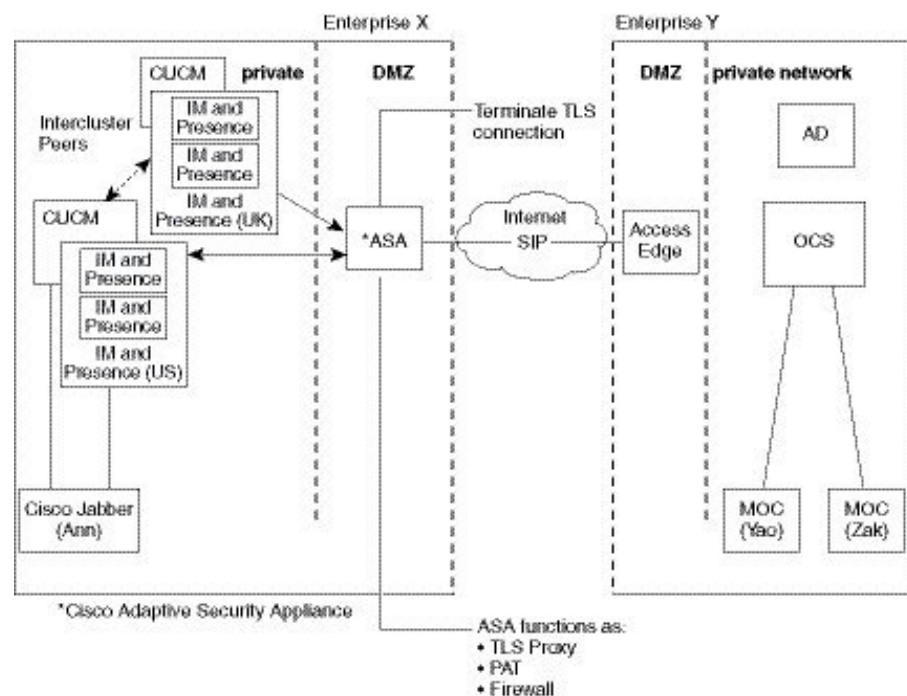 Enterprise X
Enterprise Y
CUCM
private
DMZ
DMZ
private network
IM and
Presence
IM and
Presence
IM and
Presence (UK)
Intercluster
Peers
Terminate TLS
connection
AD
CUCM
IM and
Presence
IM and
Presence
IM and
Presence (US)
*ASA
Internet
SIP
Access
Edge
OCS
Cisco Jabber
(Ann)
MOC
(Yao)
MOC
(Zak)
*Cisco Adaptive Security Appliance
ASA functions as:
• TLS Proxy
• PAT
• Firewall